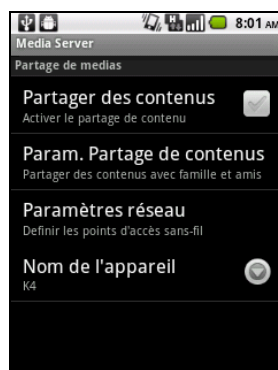 8:01 AM
Media Server
Partage de medias
Partager des contenus
Activer le partage de contenu
Param. Partage de contenus
Partager des contenus avec famille et amis
Paramètres réseau
Definir les points d'accès sans-fil
Nom de l'appareil
K4